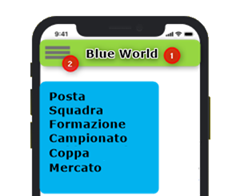 9:41
Blue World
1
2
Posta
Squadra
Formazione
Campionato
Coppa
Mercato